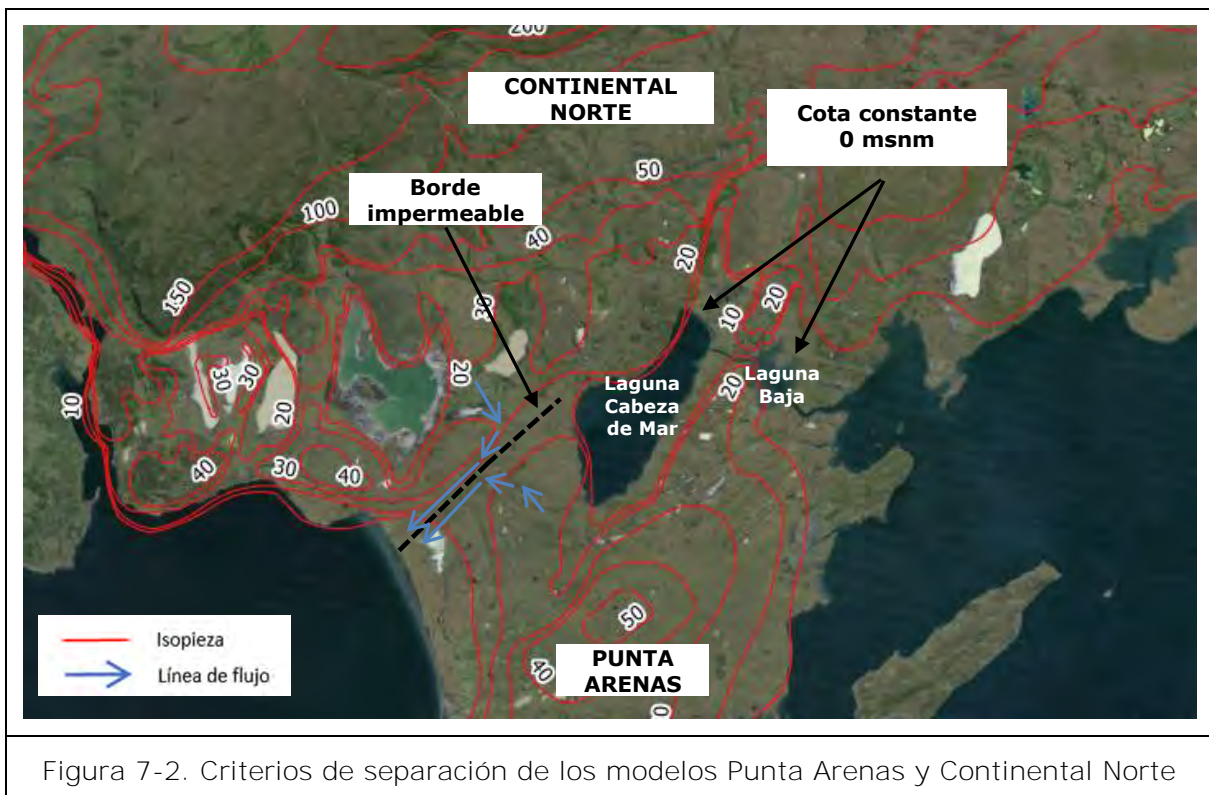 200
CONTINENTAL
NORTE
Cota constante
0 msnm
50
Borde
impermeable
100
40
20
150
30
10
20
30
30
20
20
10
Laguna
Cabeza
de Mar
20
Laguna
Baja
40
30
40
50
40
PUNTA
ARENAS
0
Isopieza
Línea de flujo
Figura 7-2. Criterios de separación de los modelos Punta Arenas y Continental Norte